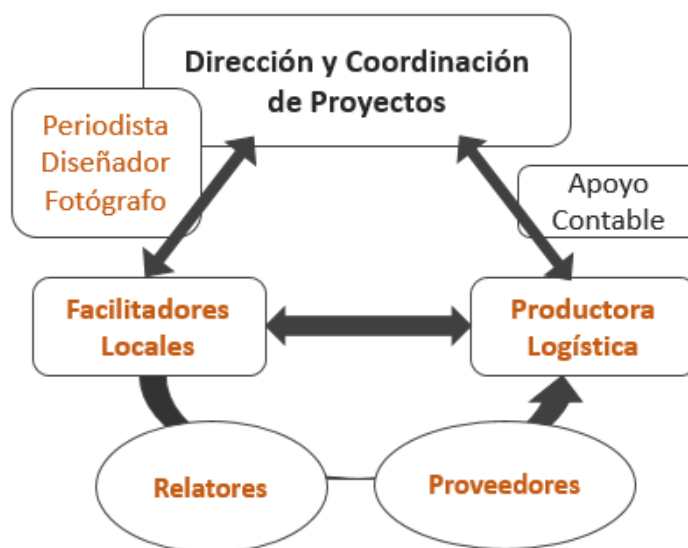 Dirección y Coordinación
de Proyectos
Periodista
Diseñador
Fotógrafo
Apoyo
Contable
Facilitadores
Locales
Productora
Logística
Relatores
Proveedores